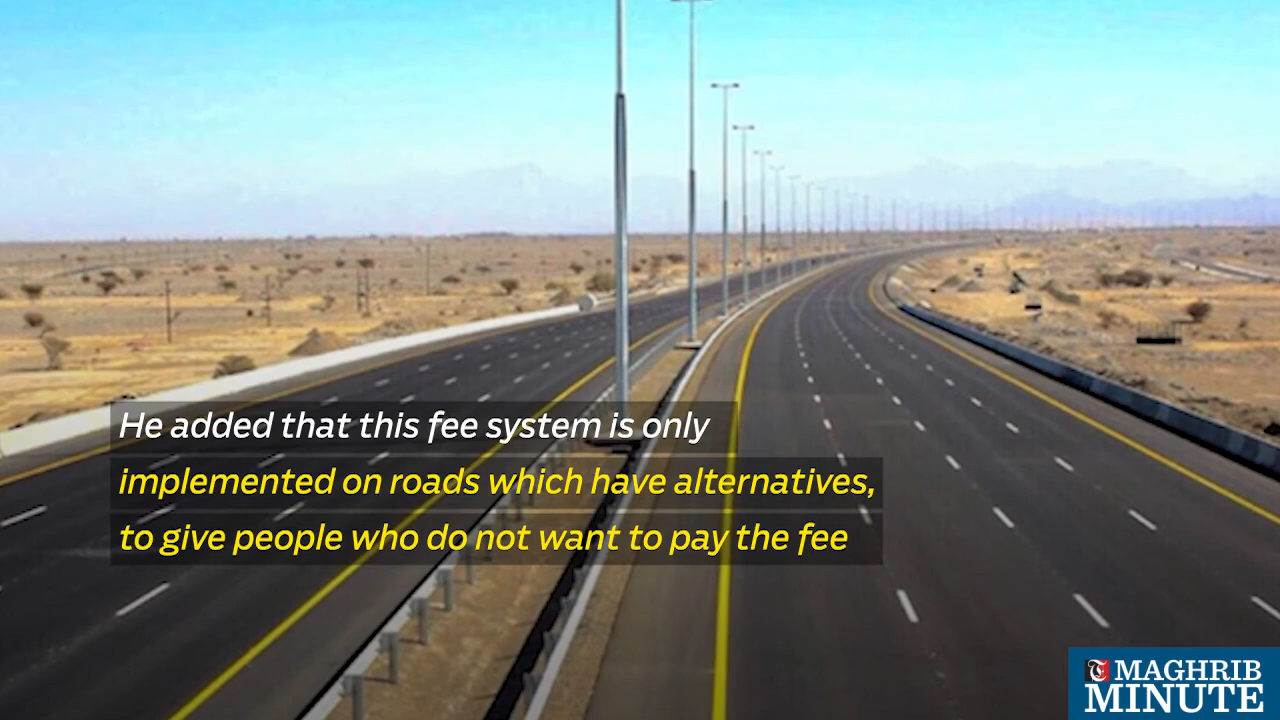 He added that this fee system is only
implemented on roads which have alternatives,
to give people who do not want to pay the fee
MAGHRIB
MINUTE